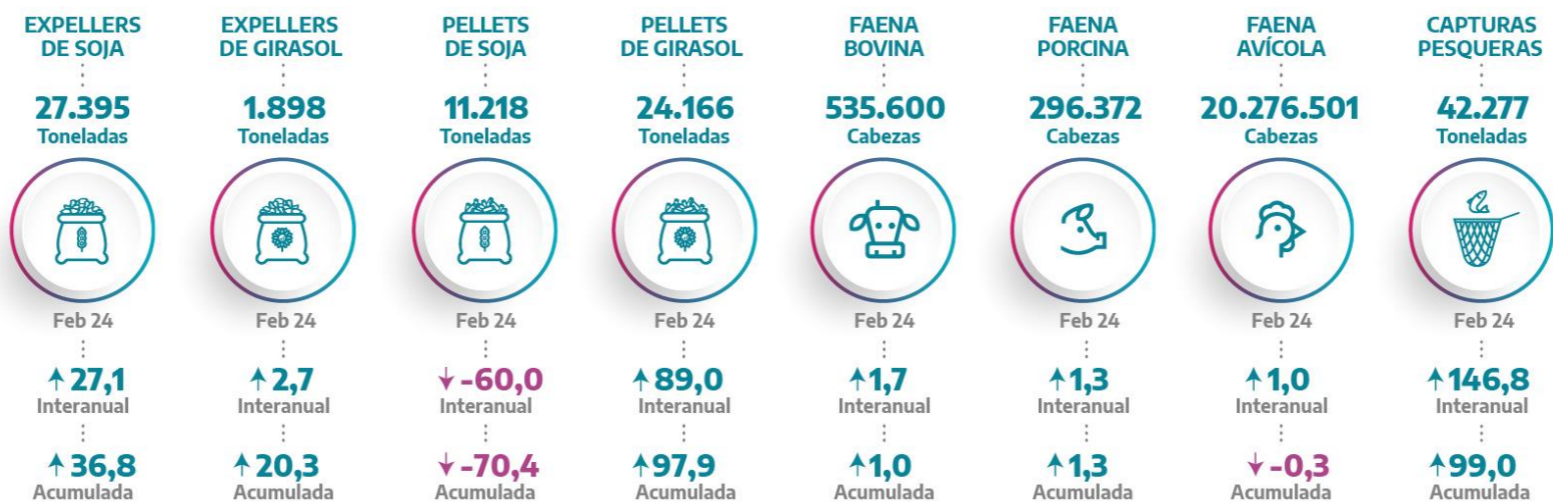 EXPELLERS
DE SOJA
27.395
Toneladas
Feb 24
27,1
Interanual
36,8
Acumulada
EXPELLERS
DE GIRASOL
1.898
Toneladas
Feb 24
2,7
Interanual
20,3
Acumulada
PELLETS
DE SOJA
11.218
Toneladas
Feb 24
-60,0
Interanual
-70,4
Acumulada
PELLETS
DE GIRASOL
24.166
Toneladas
Feb 24
89,0
Interanual
97,9
Acumulada
FAENA
BOVINA
535.600
Cabezas
Feb 24
1,7
Interanual
1,0
Acumulada
FAENA
PORCINA
296.372
Cabezas
Feb 24
1,3
Interanual
1,3
Acumulada
FAENA
AVÍCOLA
20.276.501
Cabezas
Feb 24
1,0
Interanual
-0,3
Acumulada
CAPTURAS
PESQUERAS
42.277
Toneladas
Feb 24
146,8
Interanual
99,0
Acumulada